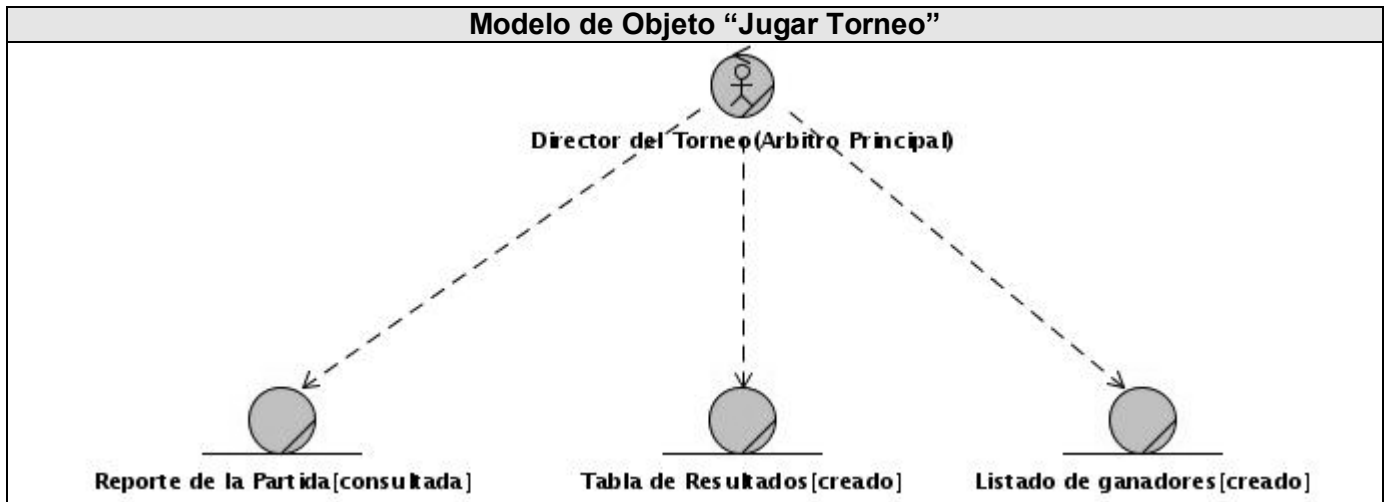 Modelo de Objeto “Jugar Torneo”
Director del Torneo(Arbitro Principal)
Reporte de la Partida[consultada]
Tabla de Resultados[creado]
Listado de ganadores[creado]